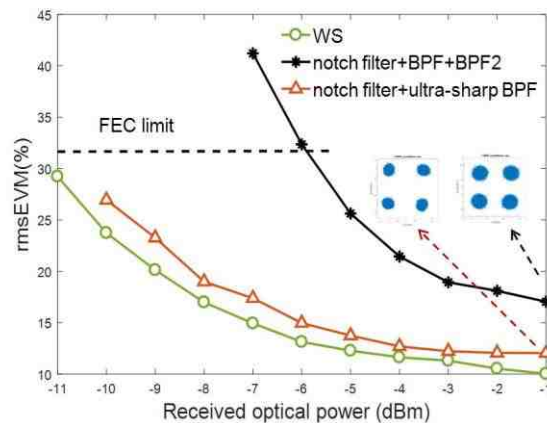 45
40
35
30
25
20
15
10
rmsEVM(%)
WS
notch filter+BPF+BPF2
notch filter+ultra-sharp BPF
FEC limit
-11 -10 -9 -8 -7 -6 -5 -4 -3 -2 -1
Received optical power (dBm)